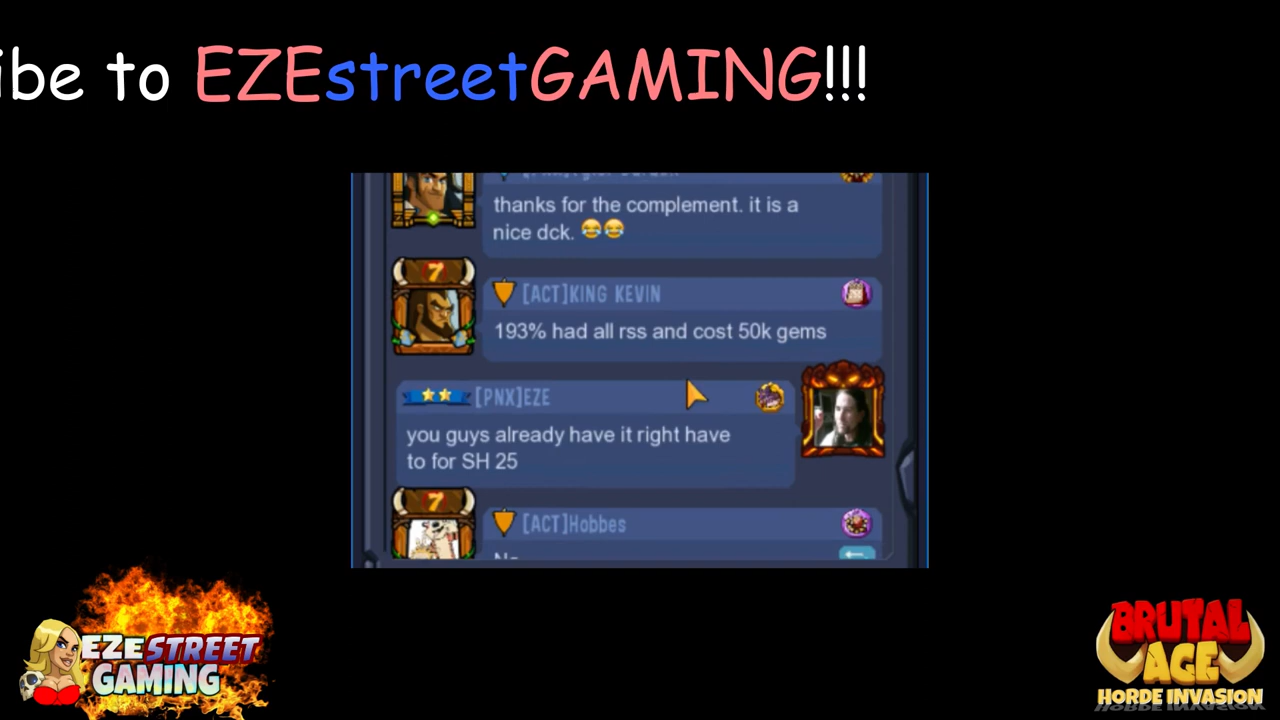 ibe to EZEstreetGAMING!!!
thanks for the complement. it is a
nice dck. 😂😂
7
[ACT]KING KEVIN
193% had all rss and cost 50k gems
[PNX]EZE
you guys already have it right have
to for SH 25
7
[ACT]Hobbes
EZE STREET
GAMING
BRUTAL
AGE
HORDE INVASION